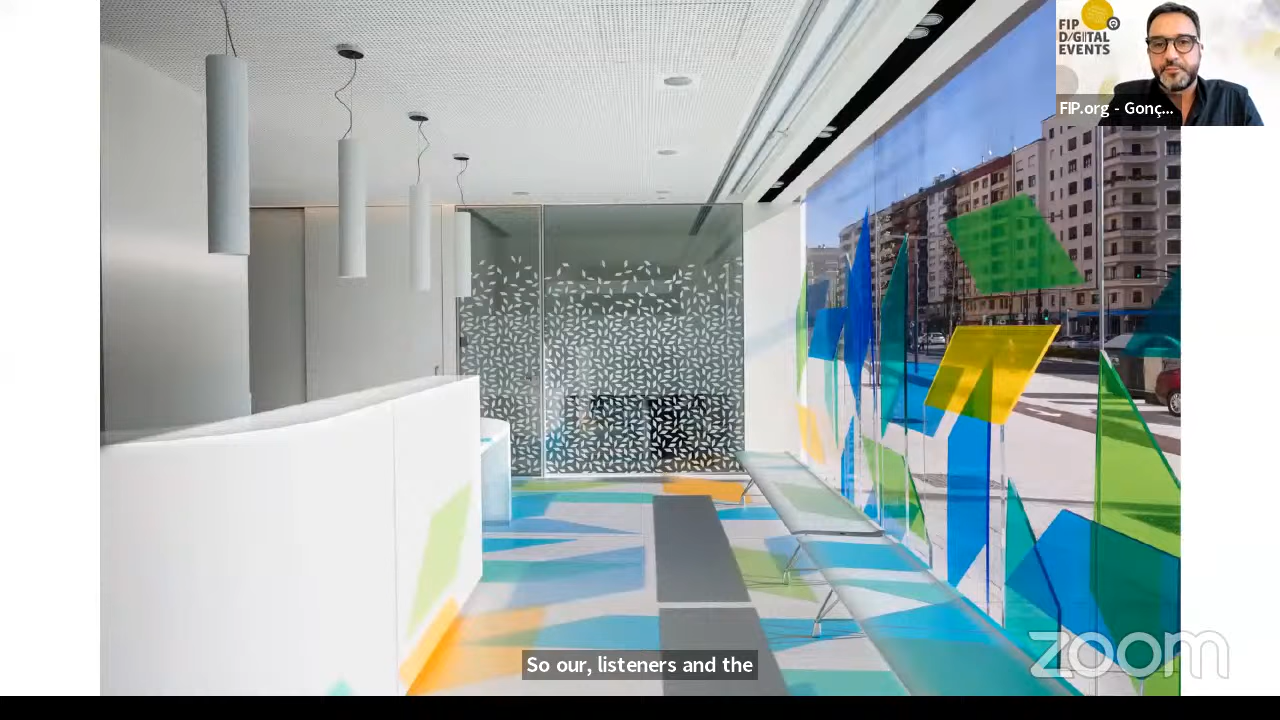 FIP
DIGITAL
EVENTS
FIP.org - Gonç...
So our, listeners and the
zoom